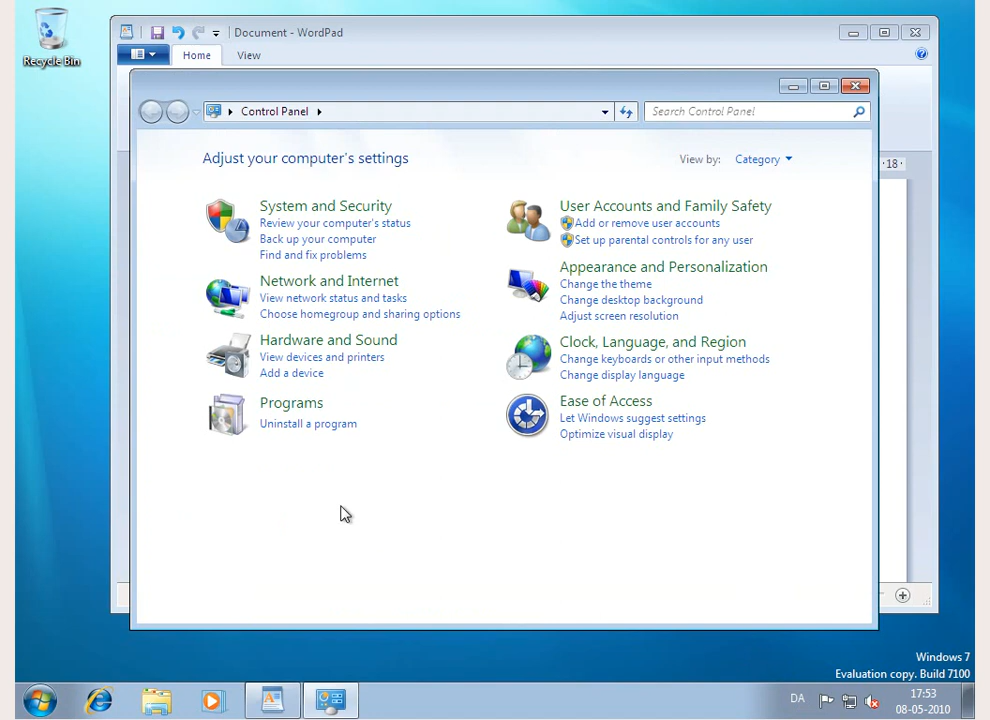 Recycle Bin
Document - WordPad
Home
View
Control Panel
Search Control Panel
Adjust your computer's settings
View by: Category
·18·
System and Security
Review your computer's status
Back up your computer
Find and fix problems
Network and Internet
View network status and tasks
Choose homegroup and sharing options
Hardware and Sound
View devices and printers
Add a device
Programs
Uninstall a program
User Accounts and Family Safety
Add or remove user accounts
Set up parental controls for any user
Appearance and Personalization
Change the theme
Change desktop background
Adjust screen resolution
Clock, Language, and Region
Change keyboards or other input methods
Change display language
Ease of Access
Let Windows suggest settings
Optimize visual display
Windows 7
Evaluation copy. Build 7100
DA
17:53
08-05-2010